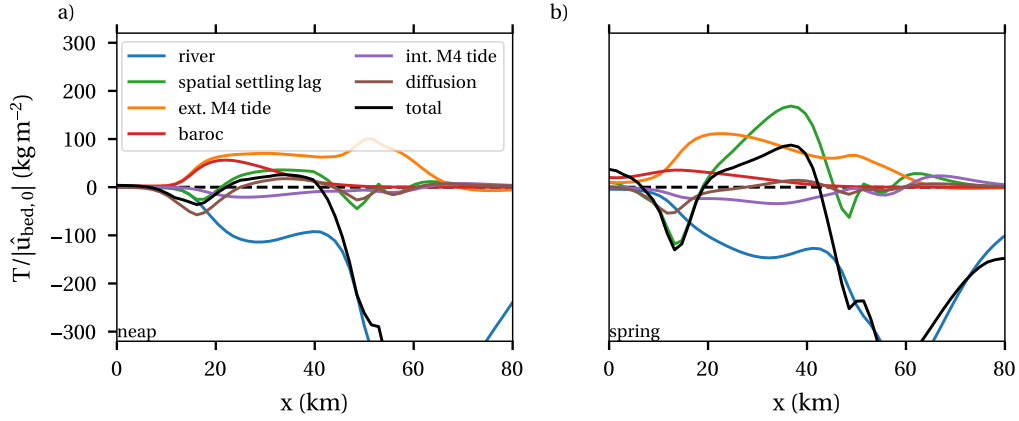 a)
b)
300
200
100
0
−100
−200
−300
T/|û_bed, 0| (kg m⁻²)
river
spatial settling lag
ext. M4 tide
baroc
int. M4 tide
diffusion
total
neap
spring
0 20 40 60 80
0 20 40 60 80
x (km)
x (km)